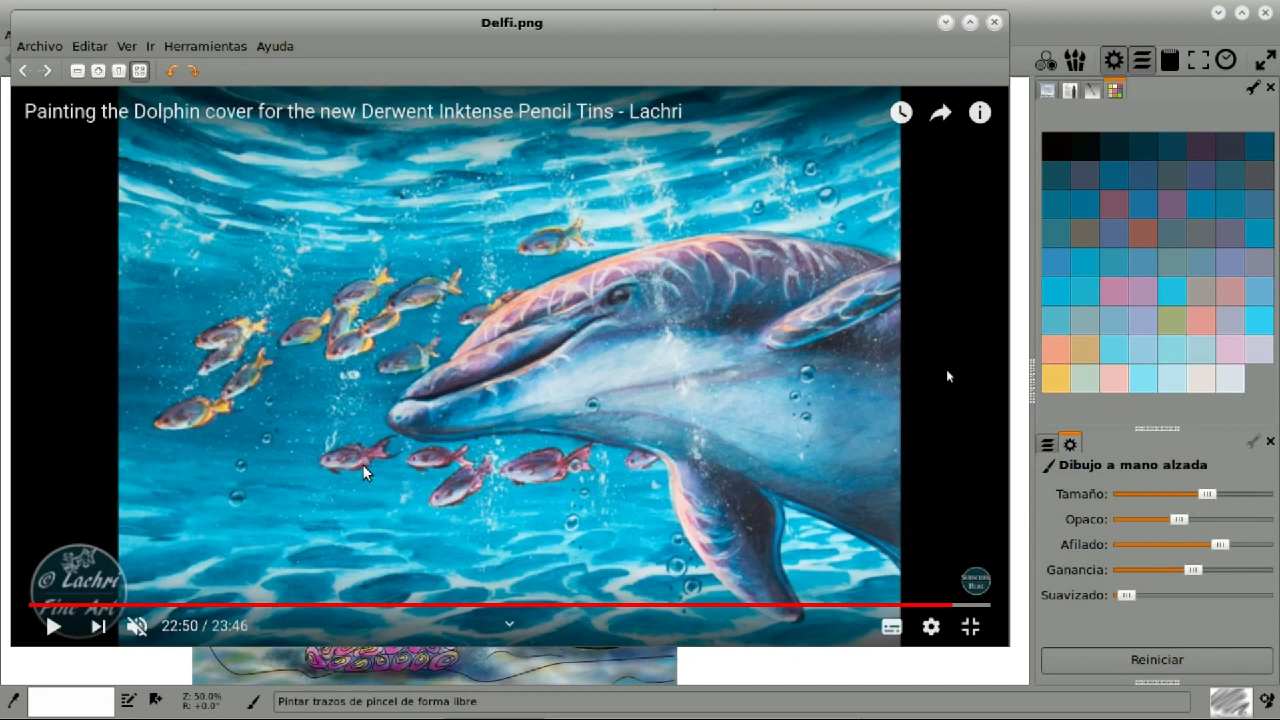 Delfi.png
Archivo Editar Ver Ir Herramientas Ayuda
Painting the Dolphin cover for the new Derwent Inktense Pencil Tins - Lachri
© Lachri
Fine Art
SUBSCRIBE
HERE
22:50 / 23:46
Dibujo a mano alzada
Tamaño:
Opaco:
Afilado:
Ganancia:
Suavizado:
Reiniciar
Z: 50.0%
R: +0.0°
Pintar trazos de pincel de forma libre